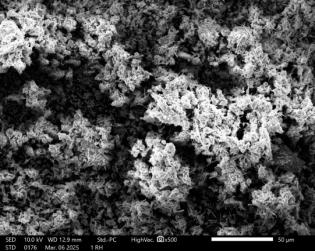 SED 10.0 kV WD 12.9 mm Std.-PC HighVac. x500 50 µm
STD 0176 Mar. 06 2025 1 RH